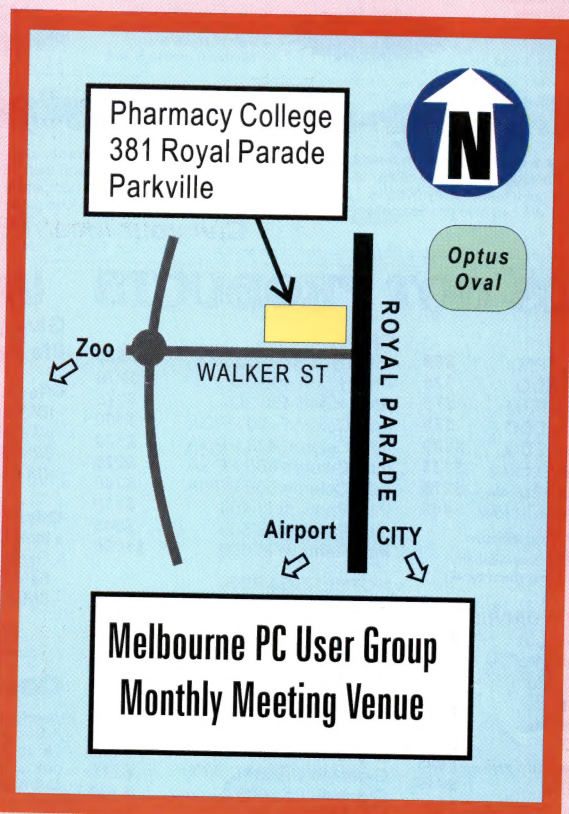 Pharmacy College
381 Royal Parade
Parkville
N
Optus
Oval
Zoo
WALKER ST
ROYAL PARADE
Airport
CITY
Melbourne PC User Group
Monthly Meeting Venue